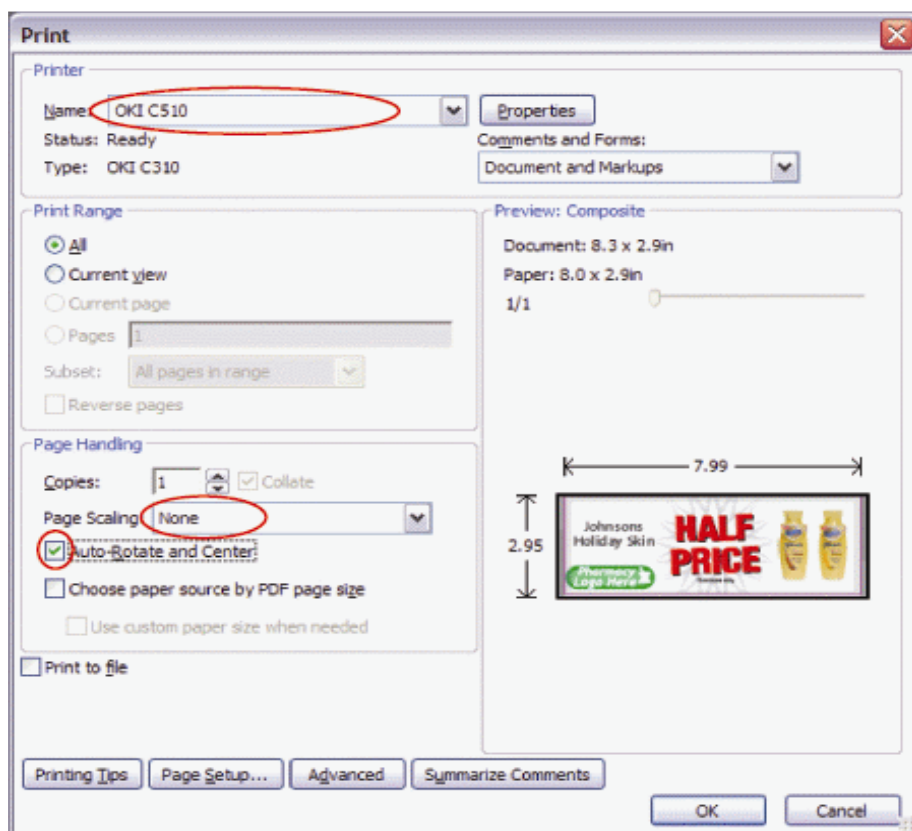 Print
Printer
Name: OKI C510
Properties
Status: Ready
Comments and Forms:
Type: OKI C310
Document and Markups
Print Range
All
Current view
Current page
Pages 1
Subset: All pages in range
Reverse pages
Preview: Composite
Document: 8.3 x 2.9in
Paper: 8.0 x 2.9in
1/1
7.99
2.95
Johnsons
Holiday Skin
HALF
PRICE
Pharmacy
Logo Here
Page Handling
Copies: 1 Collate
Page Scaling None
Auto-Rotate and Center
Choose paper source by PDF page size
Use custom paper size when needed
Print to file
Printing Tips Page Setup... Advanced Summarize Comments
OK Cancel